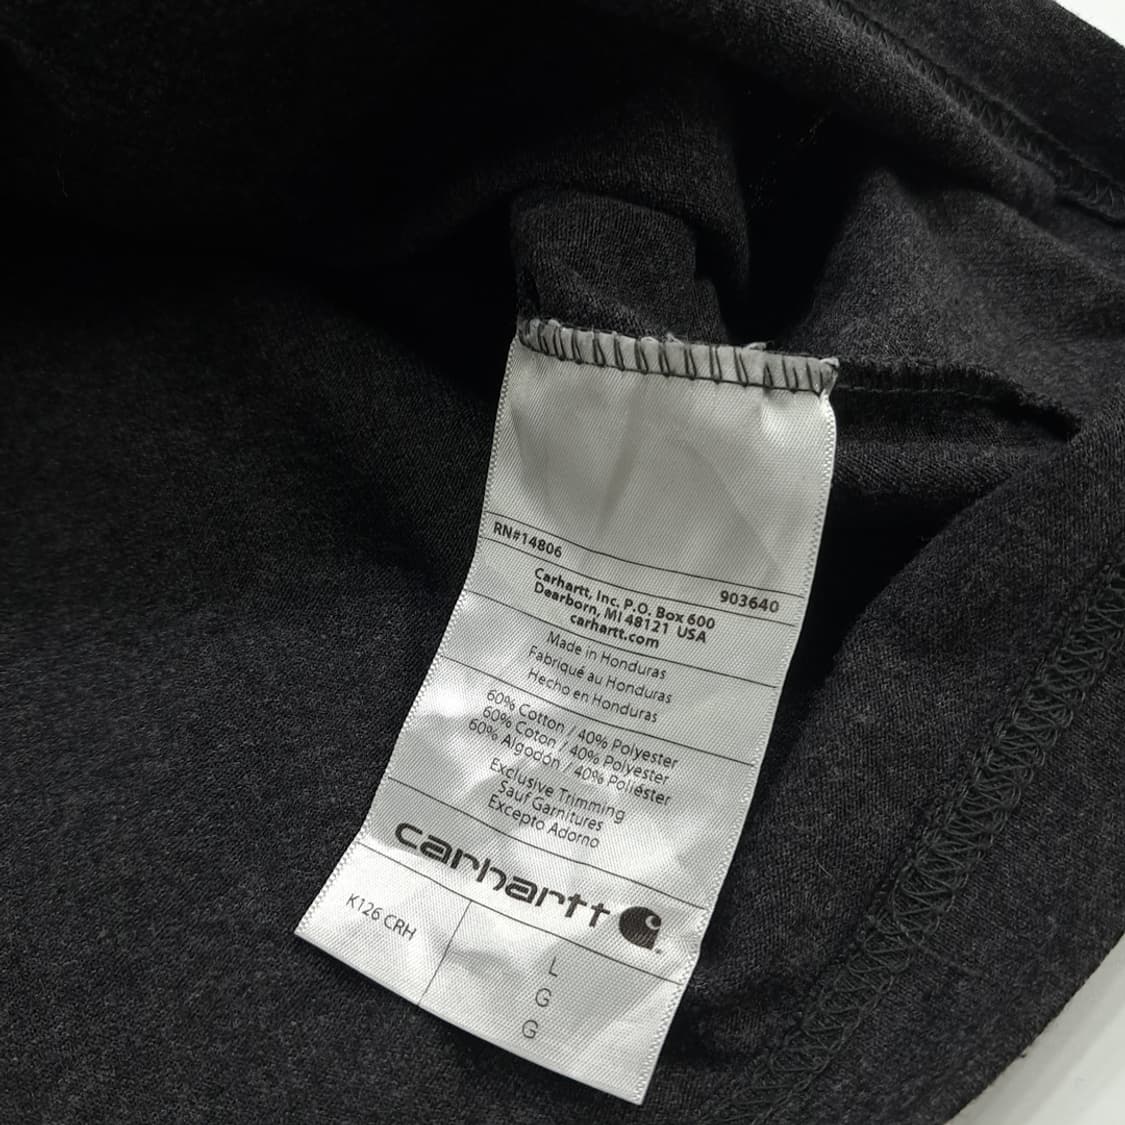 RN#14806
903640
Carhartt, Inc. P.O. Box 600
Dearborn, MI 48121 USA
carhartt.com
Made in Honduras
Fabriqué au Honduras
Hecho en Honduras
60% Cotton / 40% Polyester
60% Coton / 40% Polyester
60% Algodón / 40% Poliéster
Exclusive Trimming
Sauf Garnitures
Excepto Adorno
carhartt
K126 CRH
L
G
G